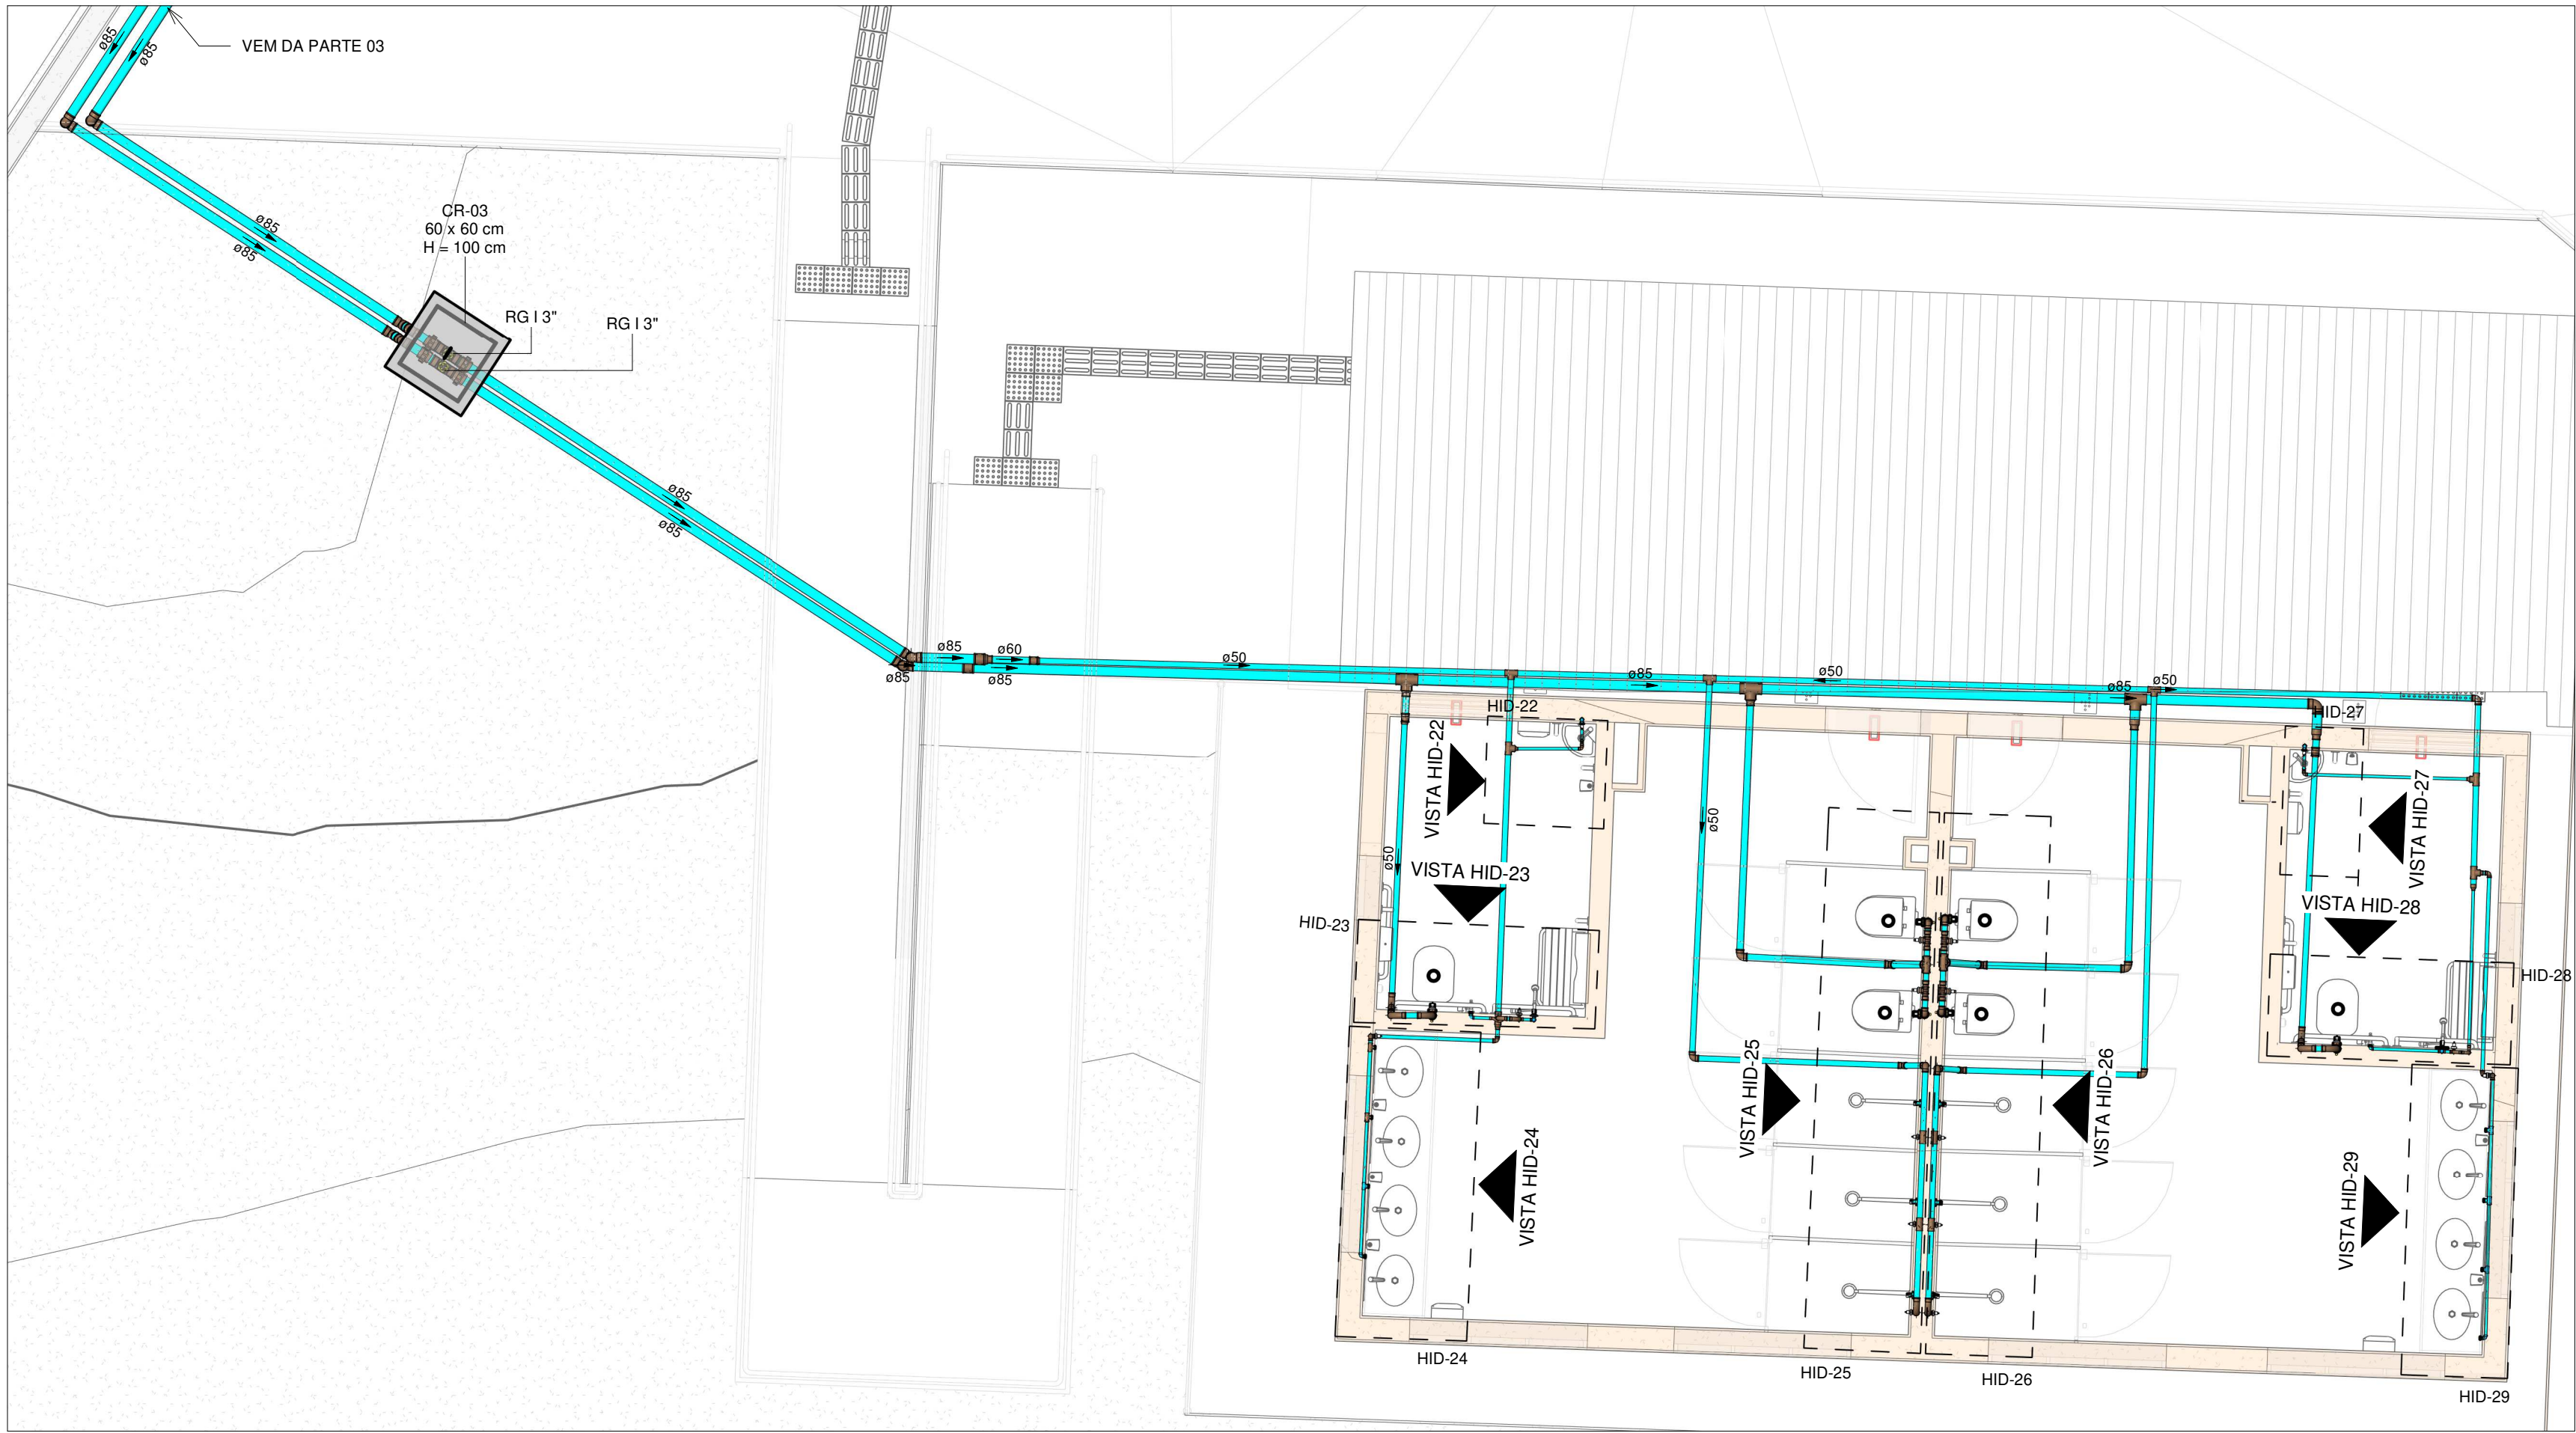 ø85
ø85
VEM DA PARTE 03
ø85
ø85
CR-03
60 x 60 cm
H = 100 cm
RG I 3"
RG I 3"
ø85
ø85
ø85
ø60
ø85
ø85
ø50
ø85
ø50
ø85
ø50
HID-22
HID-27
VISTA HID-22
VISTA HID-27
ø50
ø50
VISTA HID-23
VISTA HID-28
HID-23
HID-28
VISTA HID-25
VISTA HID-26
VISTA HID-24
VISTA HID-29
HID-24
HID-25
HID-26
HID-29